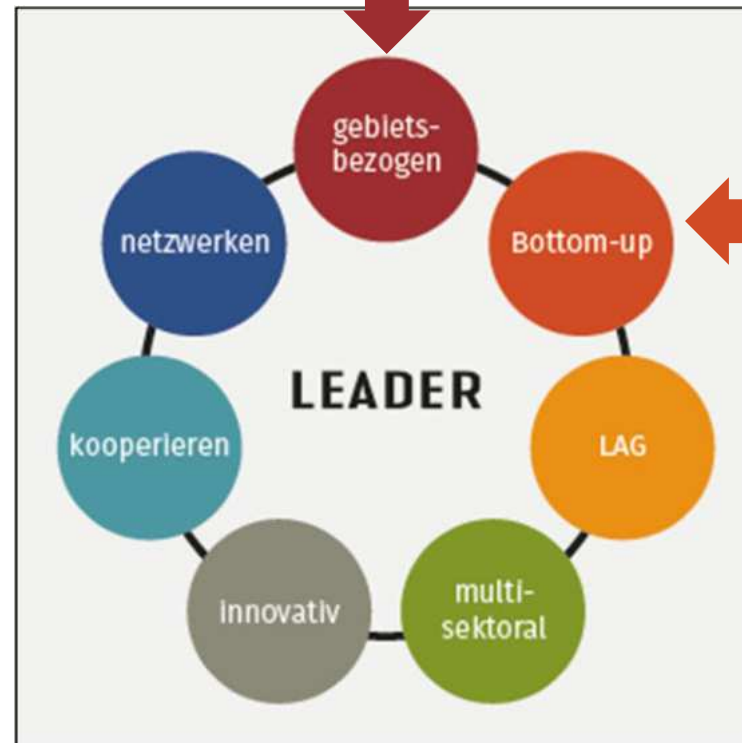 gebiets-
bezogen
netzwerken
Bottom-up
LEADER
kooperieren
LAG
innovativ
multi-
sektoral